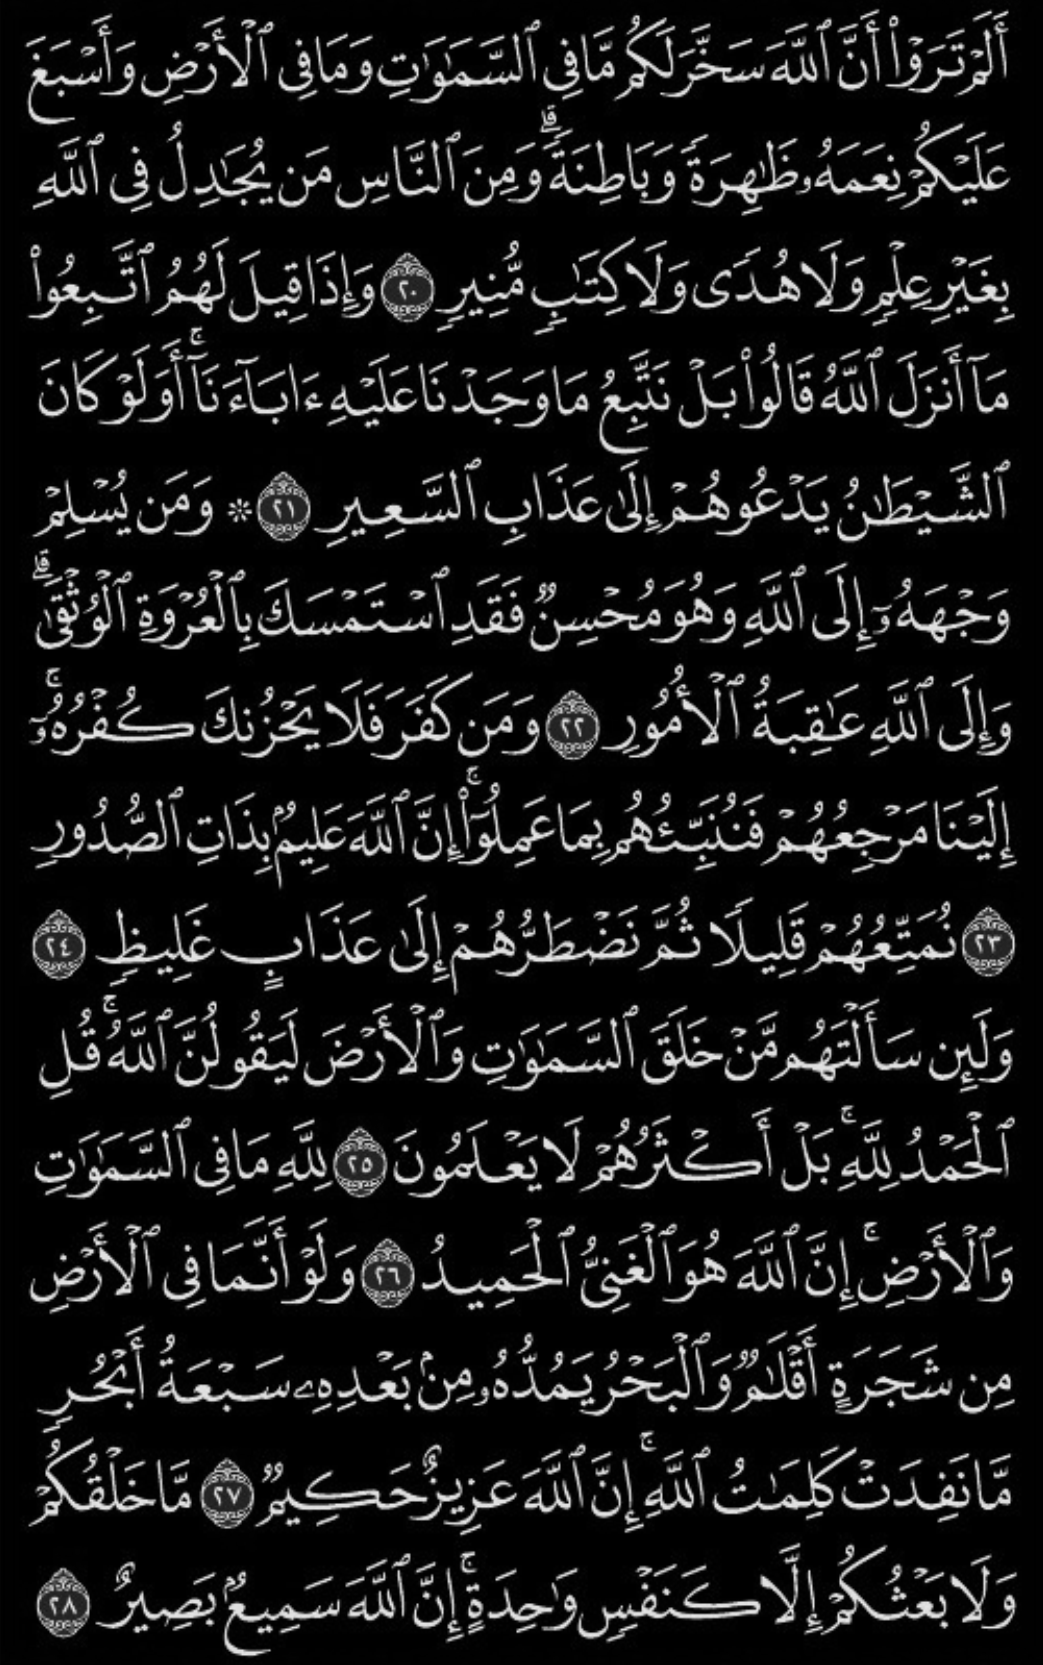 أَلَمْ تَرَوْا۟ أَنَّ ٱللَّهَ سَخَّرَ لَكُم مَّا فِى ٱلسَّمَـٰوَٰتِ وَمَا فِى ٱلْأَرْضِ وَأَسْبَغَ
عَلَيْكُمْ نِعَمَهُۥ ظَـٰهِرَةً وَبَاطِنَةً ۗ وَمِنَ ٱلنَّاسِ مَن يُجَـٰدِلُ فِى ٱللَّهِ
بِغَيْرِ عِلْمٍ وَلَا هُدًى وَلَا كِتَـٰبٍ مُّنِيرٍ ٢٠ وَإِذَا قِيلَ لَهُمُ ٱتَّبِعُوا۟
مَآ أَنزَلَ ٱللَّهُ قَالُوا۟ بَلْ نَتَّبِعُ مَا وَجَدْنَا عَلَيْهِ ءَابَآءَنَآ ۚ أَوَلَوْ كَانَ
ٱلشَّيْطَـٰنُ يَدْعُوهُمْ إِلَىٰ عَذَابِ ٱلسَّعِيرِ ٢١ * وَمَن يُسْلِمْ
وَجْهَهُۥٓ إِلَى ٱللَّهِ وَهُوَ مُحْسِنٌ فَقَدِ ٱسْتَمْسَكَ بِٱلْعُرْوَةِ ٱلْوُثْقَىٰ ۗ
وَإِلَى ٱللَّهِ عَـٰقِبَةُ ٱلْأُمُورِ ٢٢ وَمَن كَفَرَ فَلَا يَحْزُنكَ كُفْرُهُۥٓ ۚ
إِلَيْنَا مَرْجِعُهُمْ فَنُنَبِّئُهُم بِمَا عَمِلُوٓا۟ ۚ إِنَّ ٱللَّهَ عَلِيمٌۢ بِذَاتِ ٱلصُّدُورِ
٢٣ نُمَتِّعُهُمْ قَلِيلًا ثُمَّ نَضْطَرُّهُمْ إِلَىٰ عَذَابٍ غَلِيظٍ ٢٤
وَلَئِن سَأَلْتَهُم مَّنْ خَلَقَ ٱلسَّمَـٰوَٰتِ وَٱلْأَرْضَ لَيَقُولُنَّ ٱللَّهُ ۚ قُلِ
ٱلْحَمْدُ لِلَّهِ ۚ بَلْ أَكْثَرُهُمْ لَا يَعْلَمُونَ ٢٥ لِلَّهِ مَا فِى ٱلسَّمَـٰوَٰتِ
وَٱلْأَرْضِ ۚ إِنَّ ٱللَّهَ هُوَ ٱلْغَنِىُّ ٱلْحَمِيدُ ٢٦ وَلَوْ أَنَّمَا فِى ٱلْأَرْضِ
مِن شَجَرَةٍ أَقْلَـٰمٌ وَٱلْبَحْرُ يَمُدُّهُۥ مِنۢ بَعْدِهِۦ سَبْعَةُ أَبْحُرٍ
مَّا نَفِدَتْ كَلِمَـٰتُ ٱللَّهِ ۗ إِنَّ ٱللَّهَ عَزِيزٌ حَكِيمٌ ٢٧ مَّا خَلْقُكُمْ
وَلَا بَعْثُكُمْ إِلَّا كَنَفْسٍ وَٰحِدَةٍ ۗ إِنَّ ٱللَّهَ سَمِيعٌۢ بَصِيرٌ ٢٨